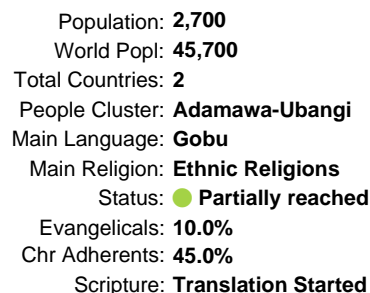 Population: 2,700
World Popl: 45,700
Total Countries: 2
People Cluster: Adamawa-Ubangi
Main Language: Gobu
Main Religion: Ethnic Religions
Status: Partially reached
Evangelicals: 10.0%
Chr Adherents: 45.0%
Scripture: Translation Started